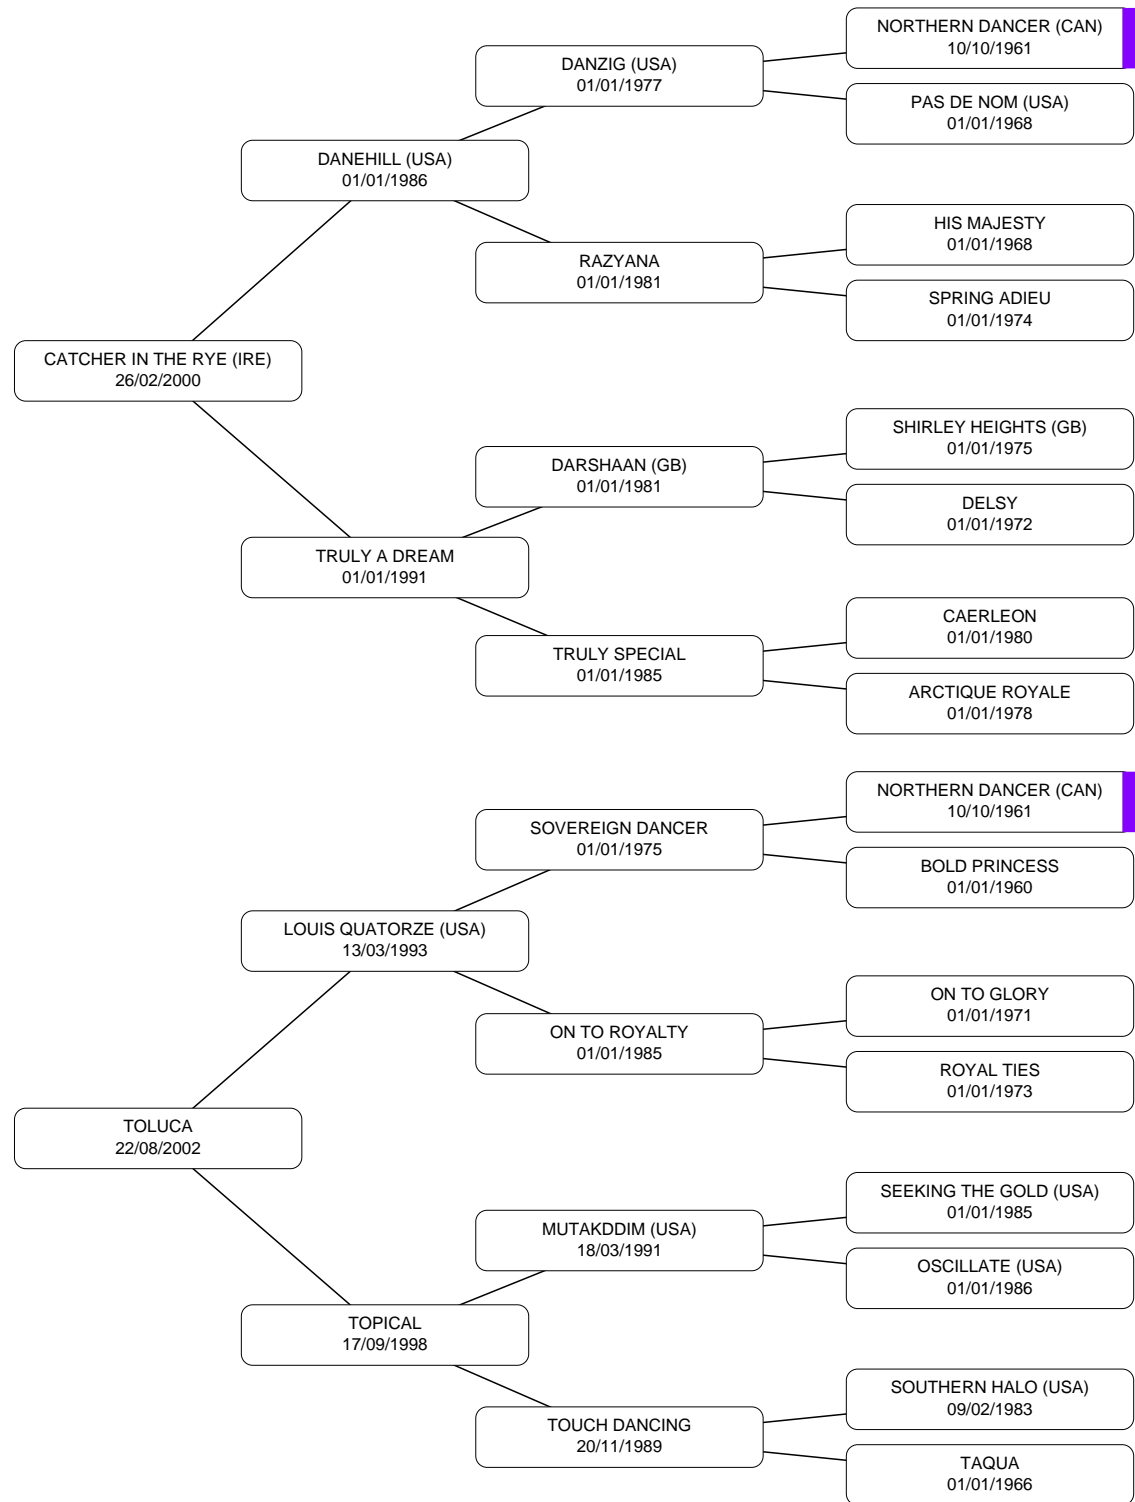 NORTHERN DANCER (CAN)
10/10/1961
DANZIG (USA)
01/01/1977
PAS DE NOM (USA)
01/01/1968
DANEHILL (USA)
01/01/1986
HIS MAJESTY
01/01/1968
RAZYANA
01/01/1981
SPRING ADIEU
01/01/1974
CATCHER IN THE RYE (IRE)
26/02/2000
SHIRLEY HEIGHTS (GB)
01/01/1975
DARSHAAN (GB)
01/01/1981
DELSY
01/01/1972
TRULY A DREAM
01/01/1991
CAERLEON
01/01/1980
TRULY SPECIAL
01/01/1985
ARCTIQUE ROYALE
01/01/1978
NORTHERN DANCER (CAN)
10/10/1961
SOVEREIGN DANCER
01/01/1975
BOLD PRINCESS
01/01/1960
LOUIS QUATORZE (USA)
13/03/1993
ON TO GLORY
01/01/1971
ON TO ROYALTY
01/01/1985
ROYAL TIES
01/01/1973
TOLUCA
22/08/2002
SEEKING THE GOLD (USA)
01/01/1985
MUTAKDDIM (USA)
18/03/1991
OSCILLATE (USA)
01/01/1986
TOPICAL
17/09/1998
SOUTHERN HALO (USA)
09/02/1983
TOUCH DANCING
20/11/1989
TAQUA
01/01/1966